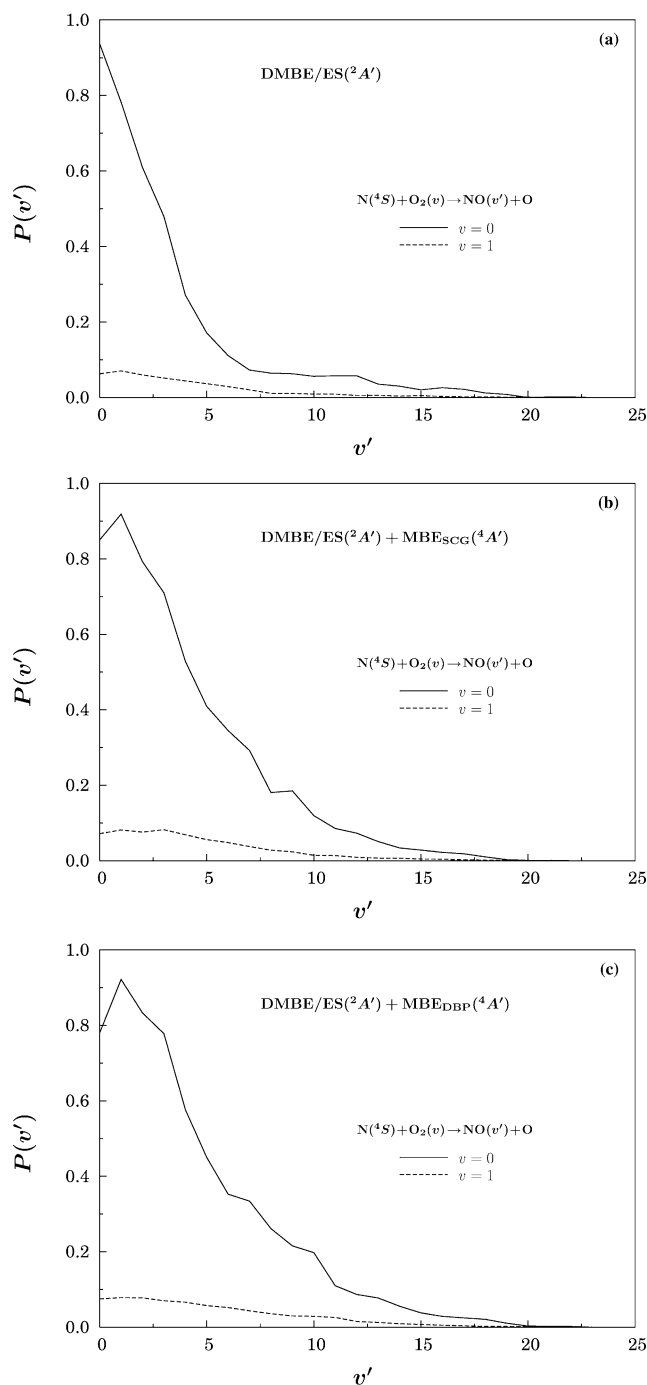 (a)
DMBE/ES(²A′)
N(⁴S)+O₂(v)→NO(v′)+O
v = 0
v = 1
P(v′)
1.0
0.8
0.6
0.4
0.2
0.0
0 5 10 15 20 25
v′
(b)
DMBE/ES(²A′) + MBE_SCG(⁴A′)
N(⁴S)+O₂(v)→NO(v′)+O
v = 0
v = 1
P(v′)
1.0
0.8
0.6
0.4
0.2
0.0
0 5 10 15 20 25
v′
(c)
DMBE/ES(²A′) + MBE_DBP(⁴A′)
N(⁴S)+O₂(v)→NO(v′)+O
v = 0
v = 1
P(v′)
1.0
0.8
0.6
0.4
0.2
0.0
0 5 10 15 20 25
v′